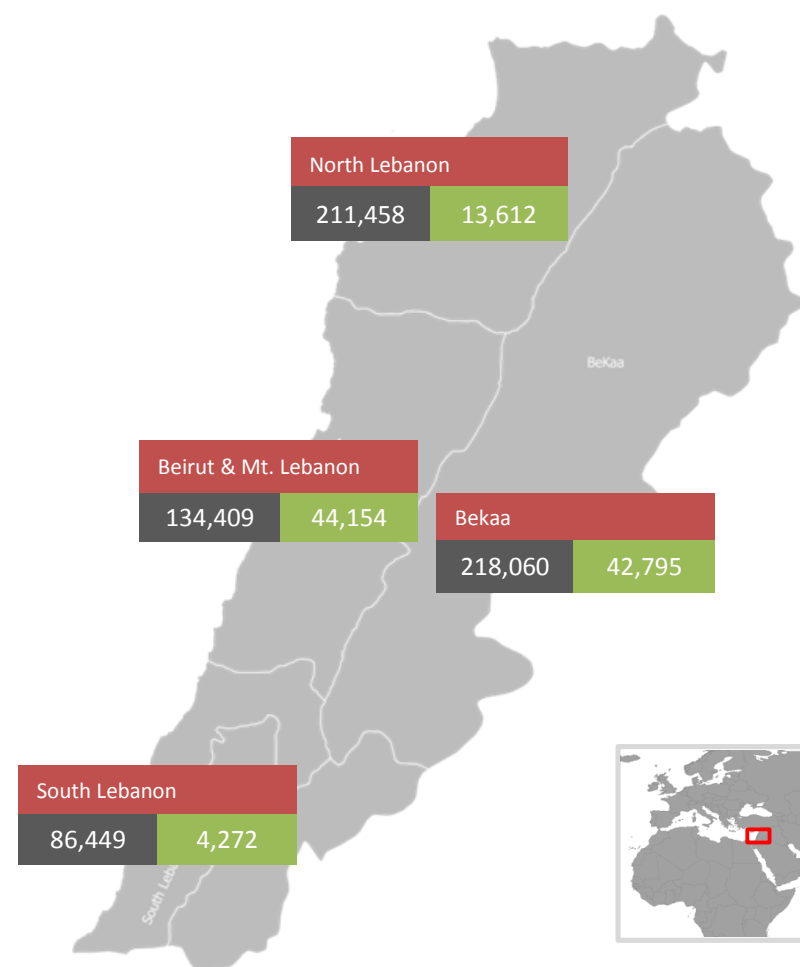 North Lebanon
211,458 13,612
BeKaa
Beirut & Mt. Lebanon
134,409 44,154
Bekaa
218,060 42,795
South Lebanon
86,449 4,272
South